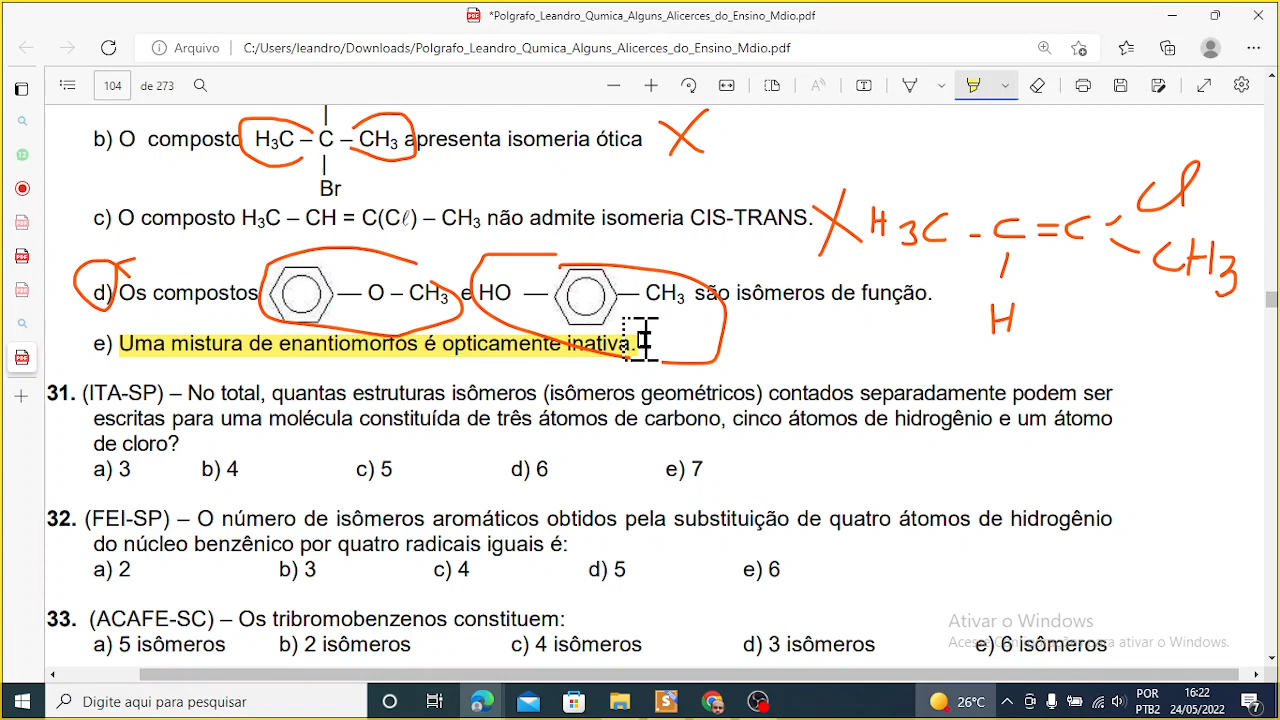 *Polgrafo_Leandro_Qumica_Alguns_Alicerces_do_Ensino_Mdio.pdf
Arquivo C:/Users/leandro/Downloads/Polgrafo_Leandro_Qumica_Alguns_Alicerces_do_Ensino_Mdio.pdf
104 de 273
b) O composto H₃C – C – CH₃ apresenta isomeria ótica X
Br
c) O composto H₃C – CH = C(Cℓ) – CH₃ não admite isomeria CIS-TRANS. X H3C - C = C Cl
CH3
H
d) Os compostos — O – CH₃ e HO — — CH₃ são isômeros de função.
e) Uma mistura de enantiomorfos é opticamente inativa.
31. (ITA-SP) – No total, quantas estruturas isômeros (isômeros geométricos) contados separadamente podem ser
escritas para uma molécula constituída de três átomos de carbono, cinco átomos de hidrogênio e um átomo
de cloro?
a) 3 b) 4 c) 5 d) 6 e) 7
32. (FEI-SP) – O número de isômeros aromáticos obtidos pela substituição de quatro átomos de hidrogênio
do núcleo benzênico por quatro radicais iguais é:
a) 2 b) 3 c) 4 d) 5 e) 6
33. (ACAFE-SC) – Os tribromobenzenos constituem:
a) 5 isômeros b) 2 isômeros c) 4 isômeros d) 3 isômeros e) 6 isômeros
Ativar o Windows
Digite aqui para pesquisar
26°C
POR
PTB2
16:22
24/05/2022
7